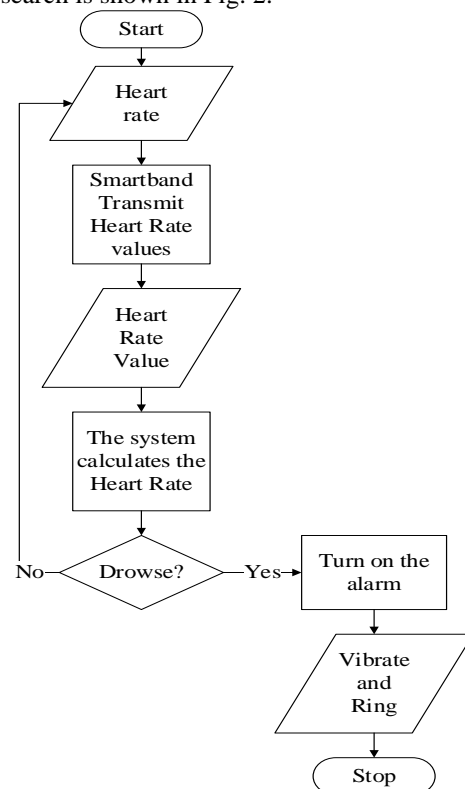 search is shown in Fig. 2.
Start
Heart
rate
Smartband
Transmit
Heart Rate
values
Heart
Rate
Value
The system
calculates the
Heart Rate
Drowse?
No
Yes
Turn on the
alarm
Vibrate
and
Ring
Stop